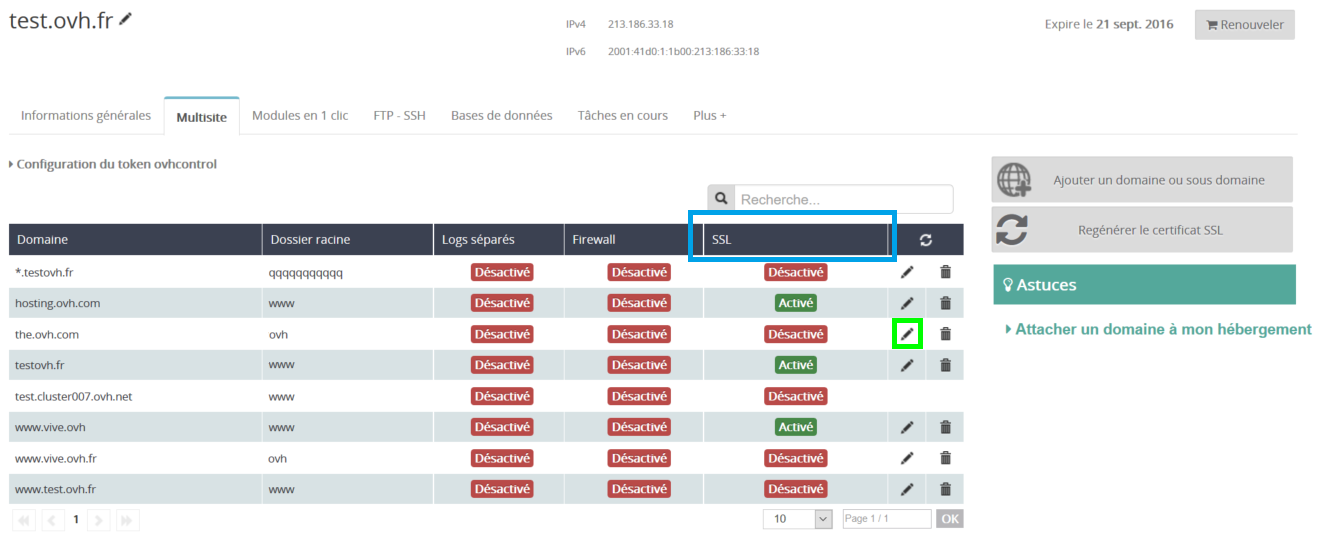 test.ovh.fr
IPv4 213.186.33.18
IPv6 2001:41d0:1:1b00:213:186:33:18
Expire le 21 sept. 2016
Renouveler
Informations générales Multisite Modules en 1 clic FTP - SSH Bases de données Tâches en cours Plus +
Configuration du token ovhcontrol
Recherche...
Domaine Dossier racine Logs séparés Firewall SSL
*.testovh.fr qqqqqqqqqqq Désactivé Désactivé Désactivé
hosting.ovh.com www Désactivé Désactivé Activé
the.ovh.com ovh Désactivé Désactivé Désactivé
testovh.fr www Désactivé Désactivé Activé
test.cluster007.ovh.net www Désactivé Désactivé Désactivé
www.vive.ovh www Désactivé Désactivé Activé
www.vive.ovh.fr ovh Désactivé Désactivé Désactivé
www.test.ovh.fr www Désactivé Désactivé Désactivé
1 10 Page 1 / 1 OK
Ajouter un domaine ou sous domaine
Regénérer le certificat SSL
Astuces
Attacher un domaine à mon hébergement